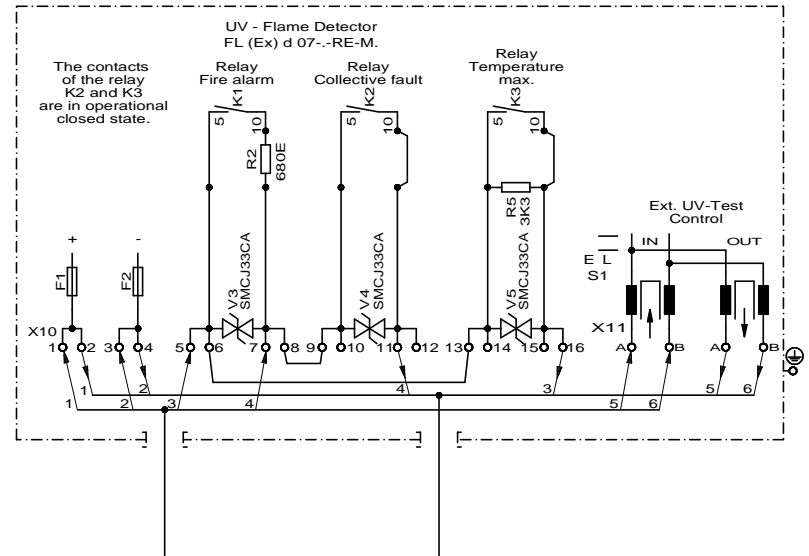 UV - Flame Detector
FL (Ex) d 07-.-RE-M.
The contacts
of the relay
K2 and K3
are in operational
closed state.
Relay
Fire alarm
Relay
Collective fault
Relay
Temperature
max.
K1
5
10
R2
680E
K2
5
10
K3
5
10
R5
3K3
Ext. UV-Test
Control
IN
OUT
E L
S1
+
-
F1
F2
V3
SMCJ33CA
V4
SMCJ33CA
V5
SMCJ33CA
X10
X11
1
2
3
4
5
6
7
8
9
10
11
12
13
14
15
16
A
B
A
B
1
2
4
3
5
6
1
2
3
4
5
6